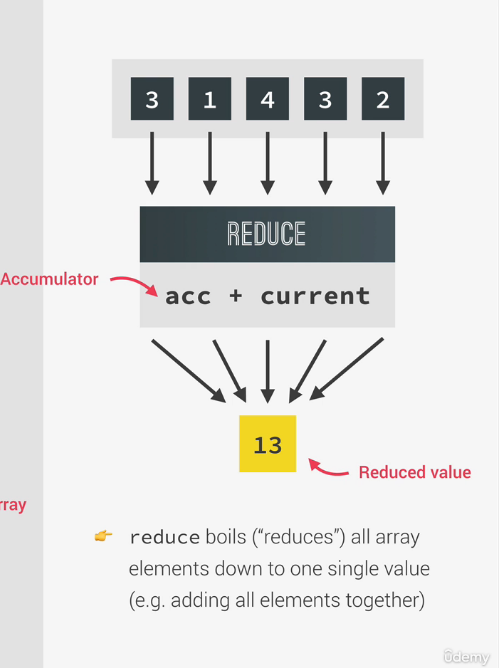 3 1 4 3 2
REDUCE
Accumulator
acc + current
13
Reduced value
rray
👉 reduce boils (“reduces”) all array
elements down to one single value
(e.g. adding all elements together)
ûdemy